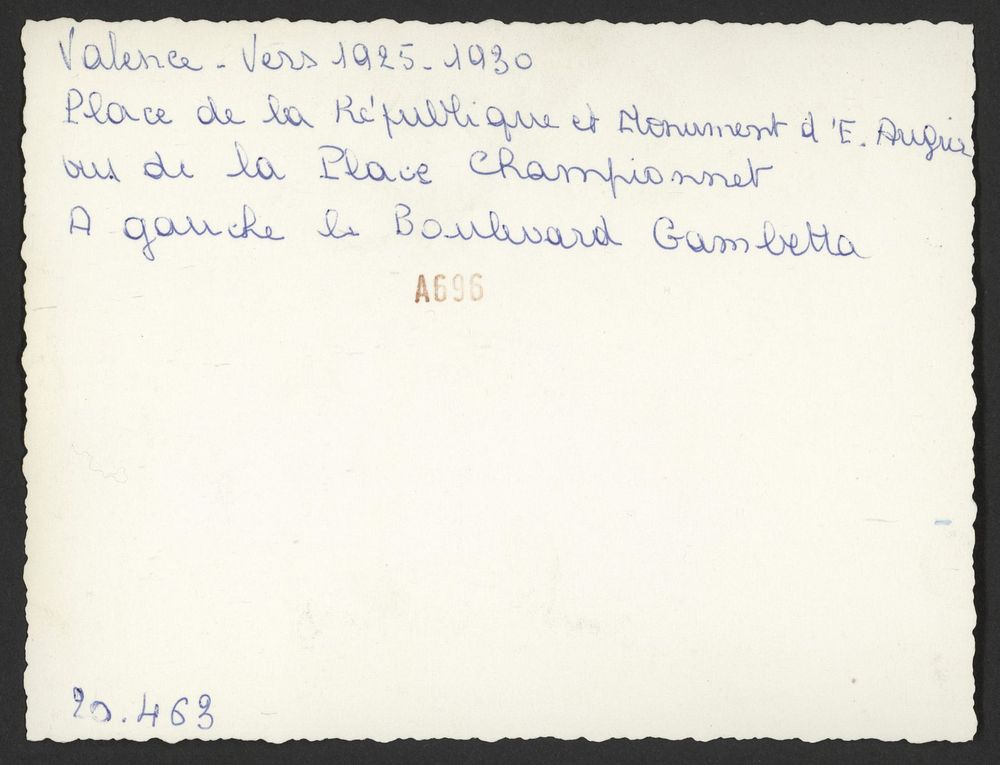 Valence - Vers 1925-1930
Place de la République et Monument d'E. Augier
vus de la Place Championnet
A gauche le Boulevard Gambetta
A696
20.463